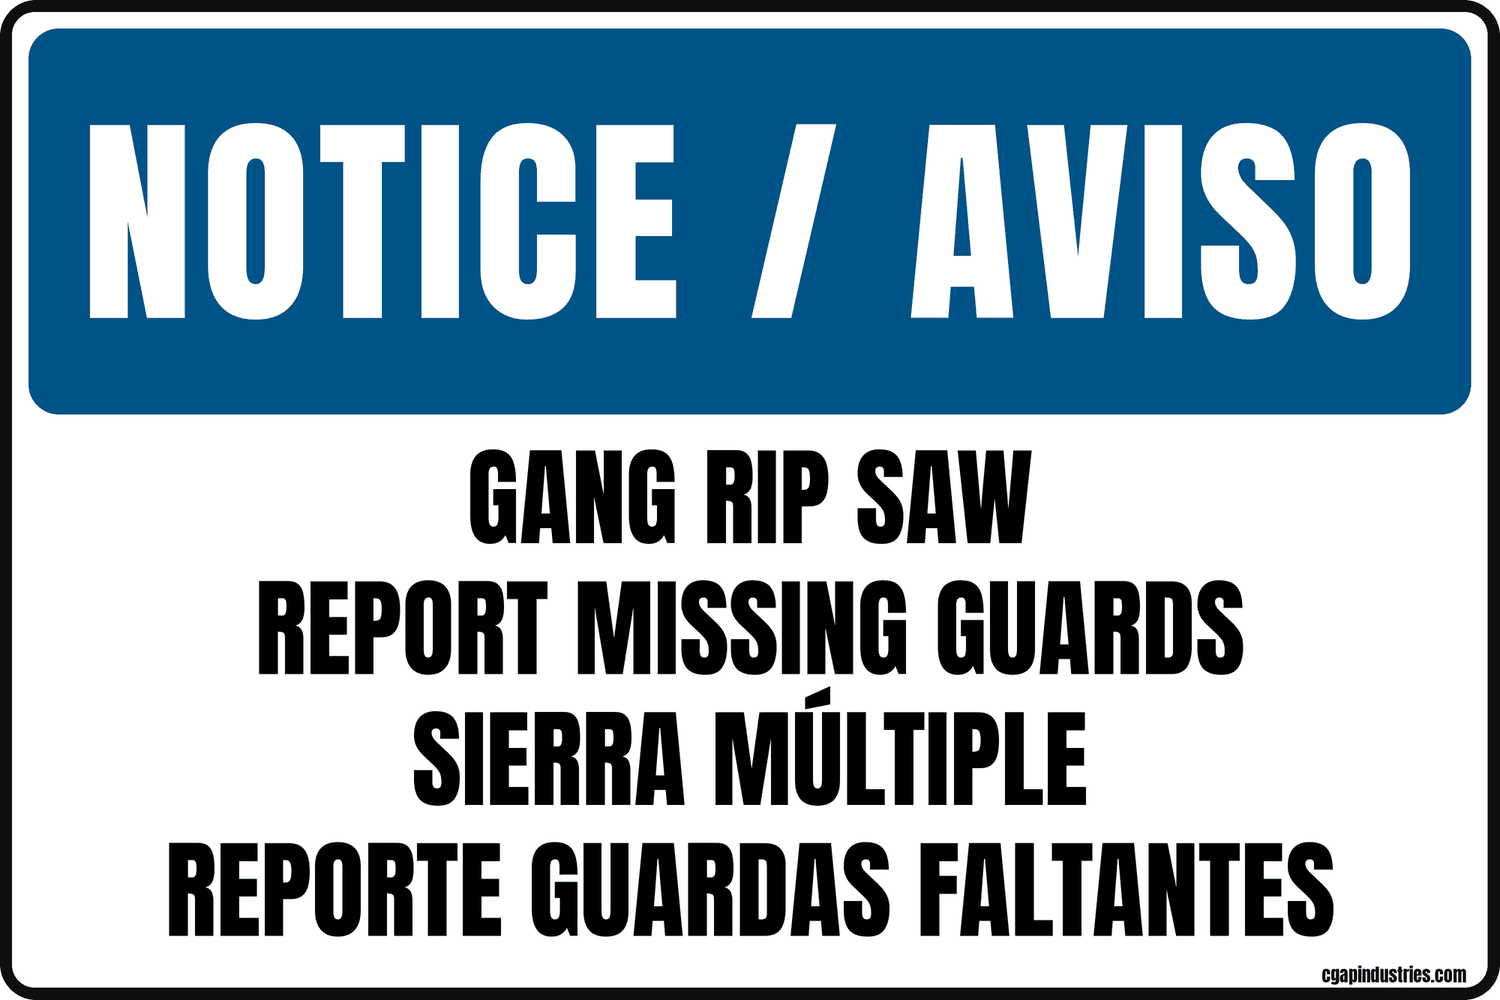 NOTICE / AVISO
GANG RIP SAW
REPORT MISSING GUARDS
SIERRA MÚLTIPLE
REPORTE GUARDAS FALTANTES
cgapindustries.com